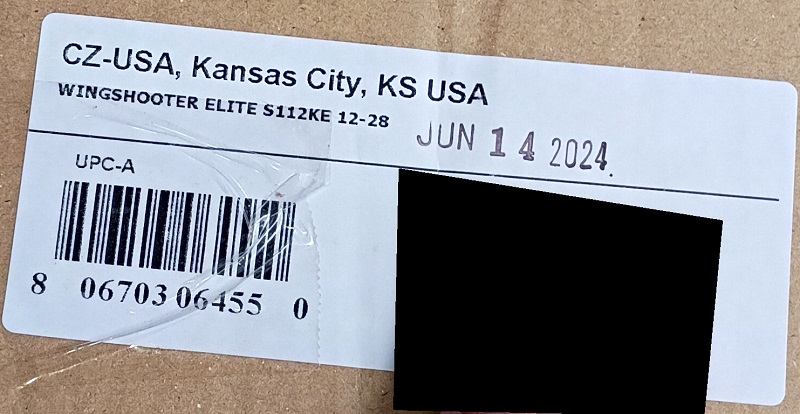 CZ-USA, Kansas City, KS USA
WINGSHOOTER ELITE S112KE 12-28
JUN 14 2024.
UPC-A
8 06703 06455 0